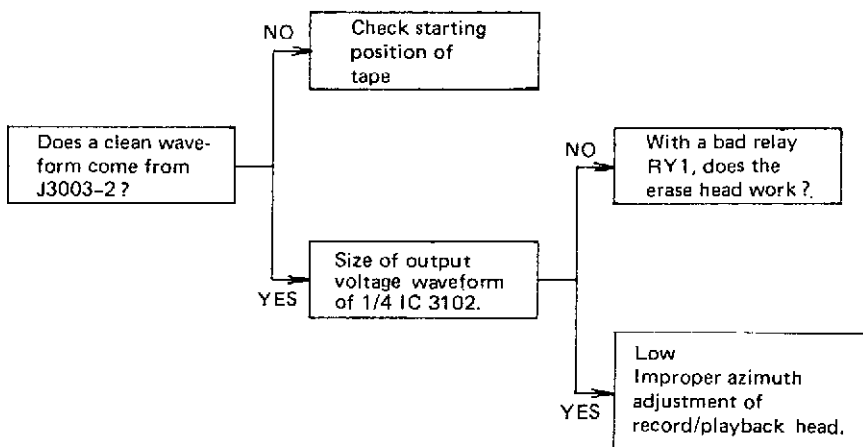 NO
Check starting
position of
tape
Does a clean wave-
form come from
J3003-2?
YES
Size of output
voltage waveform
of 1/4 IC 3102.
NO
With a bad relay
RY1, does the
erase head work?.
YES
Low
Improper azimuth
adjustment of
record/playback head.